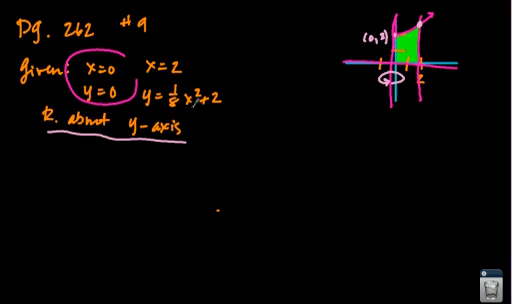 Pg. 262 #9
Given: x=0 x=2
y=0 y=1/8 x²+2
R. about y-axis
(0,2)
2